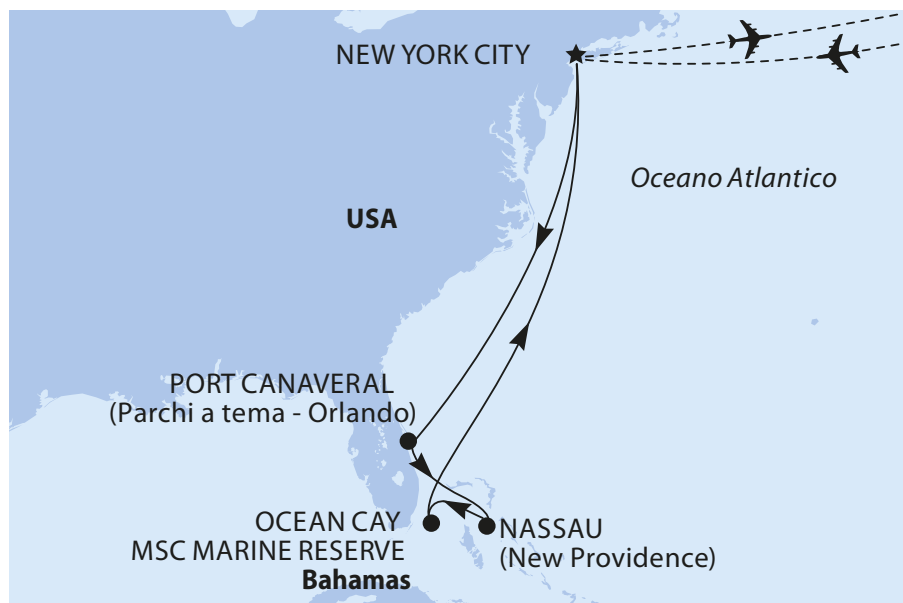 NEW YORK CITY
Oceano Atlantico
USA
PORT CANAVERAL
(Parchi a tema - Orlando)
OCEAN CAY
MSC MARINE RESERVE
Bahamas
NASSAU
(New Providence)